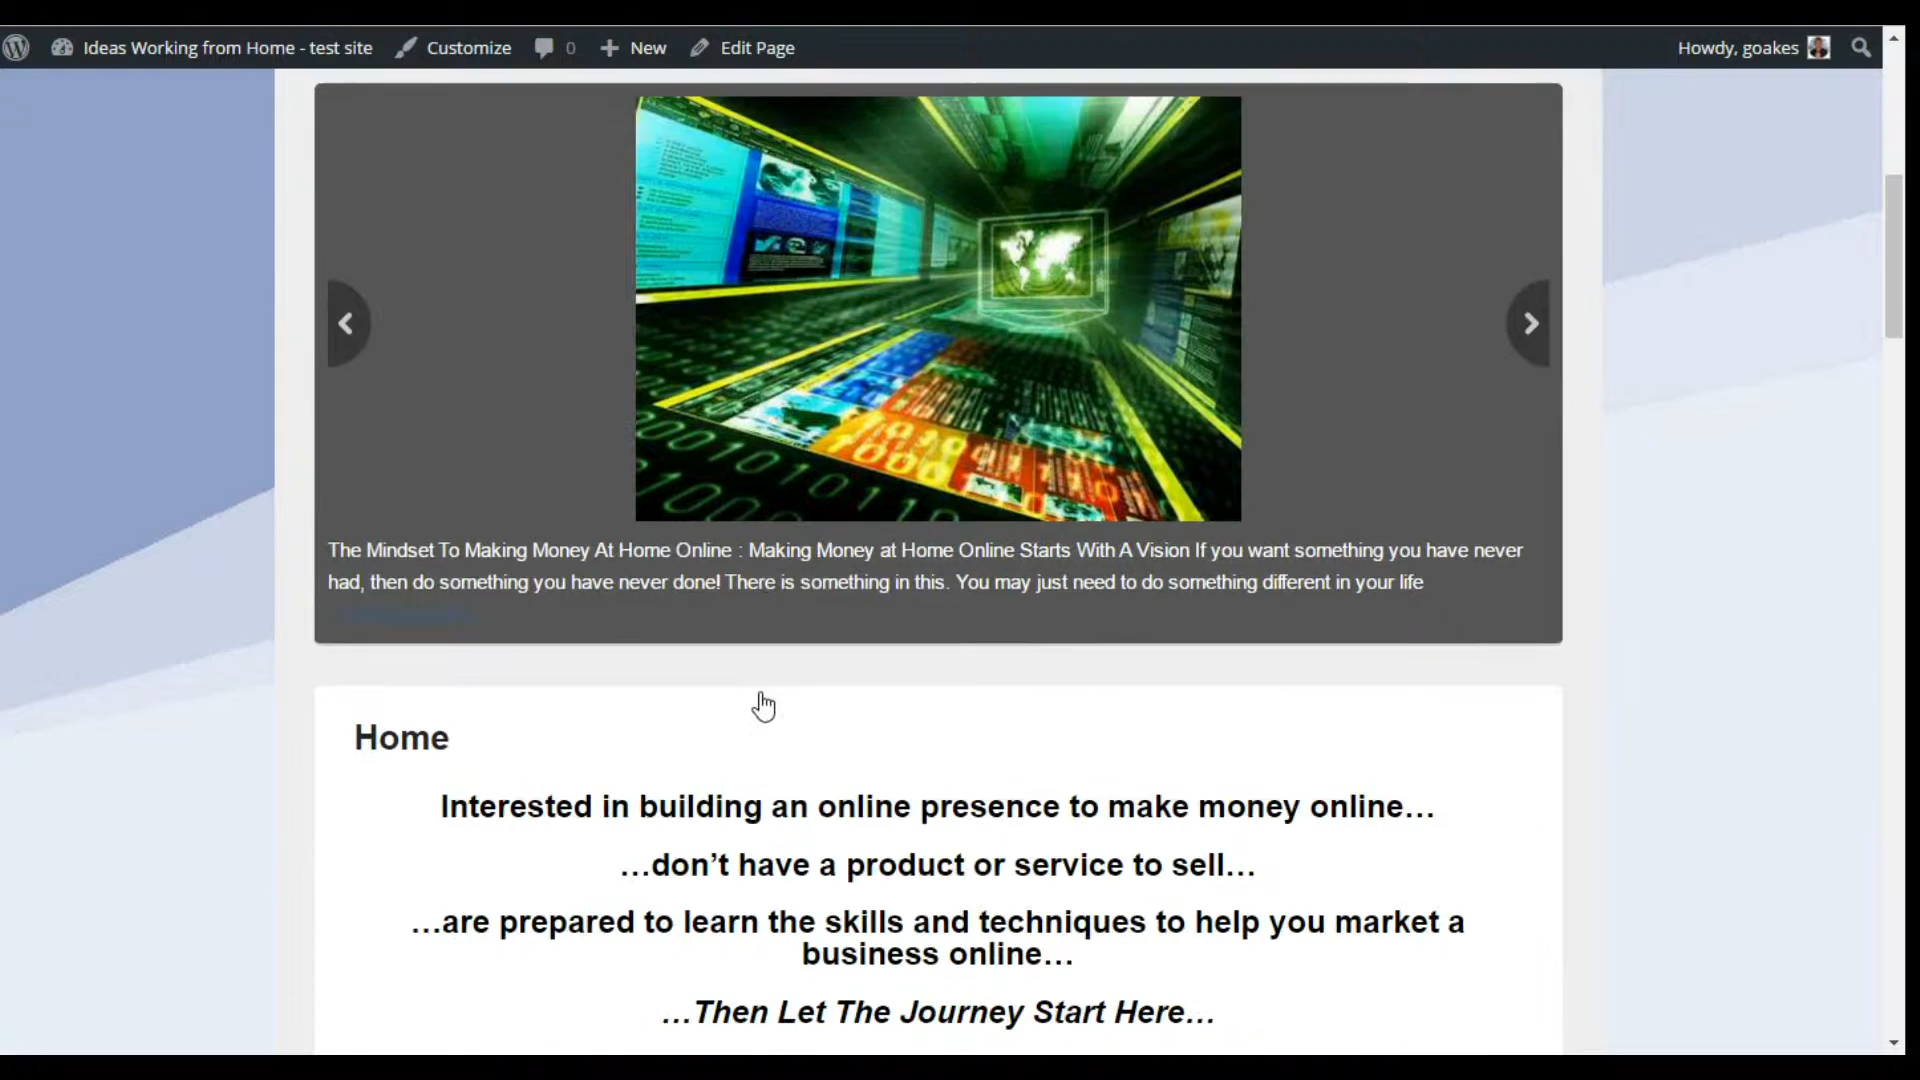 Ideas Working from Home - test site Customize 0 New Edit Page Howdy, goakes
The Mindset To Making Money At Home Online : Making Money at Home Online Starts With A Vision If you want something you have never
had, then do something you have never done! There is something in this. You may just need to do something different in your life
Home
Interested in building an online presence to make money online…
…don’t have a product or service to sell…
…are prepared to learn the skills and techniques to help you market a
business online…
…Then Let The Journey Start Here…